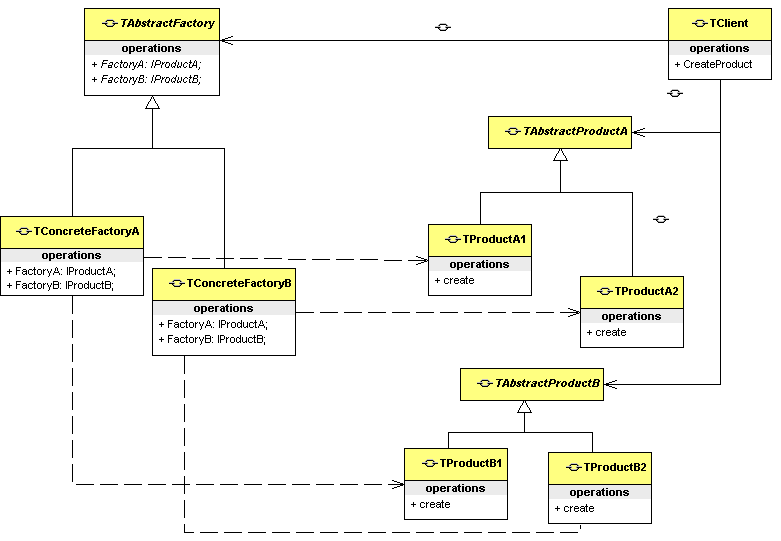 TAbstractFactory
operations
+ FactoryA: IProductA;
+ FactoryB: IProductB;
TClient
operations
+ CreateProduct
TAbstractProductA
TConcreteFactoryA
operations
+ FactoryA: IProductA;
+ FactoryB: IProductB;
TProductA1
operations
+ create
TConcreteFactoryB
operations
+ FactoryA: IProductA;
+ FactoryB: IProductB;
TProductA2
operations
+ create
TAbstractProductB
TProductB1
operations
+ create
TProductB2
operations
+ create